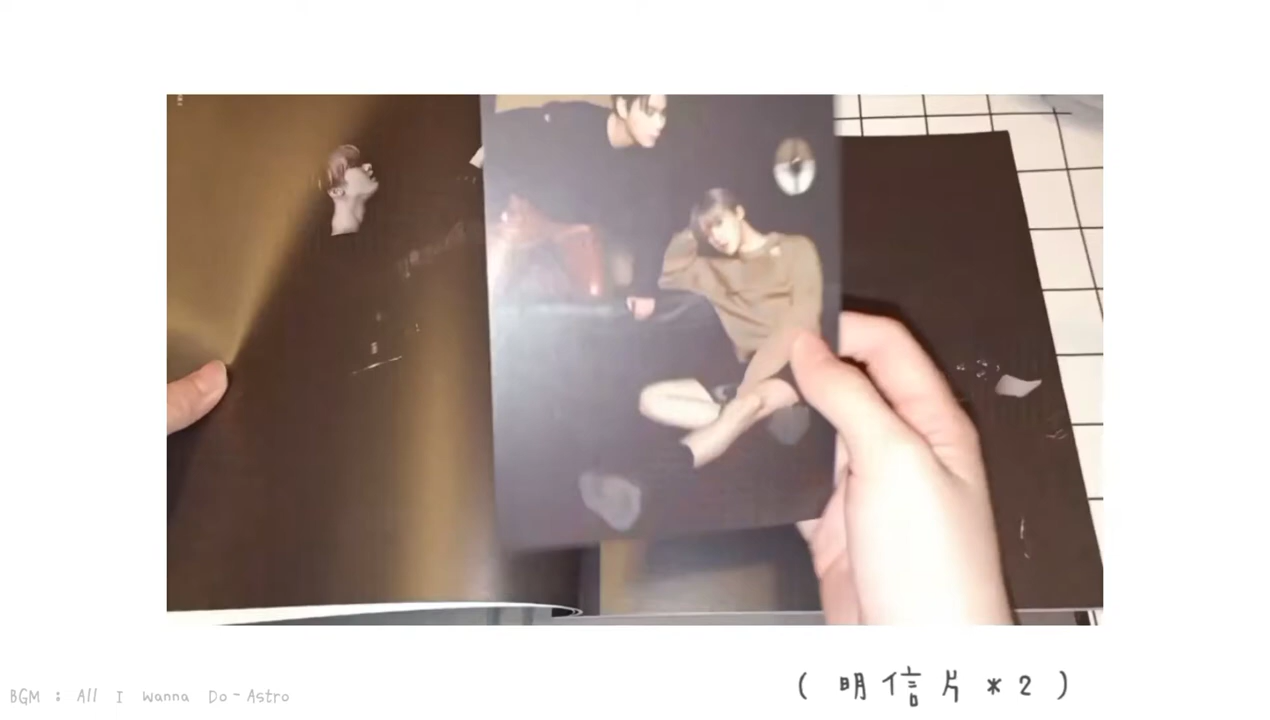 BGM : All I wanna Do - Astro
( 明信片 * 2 )